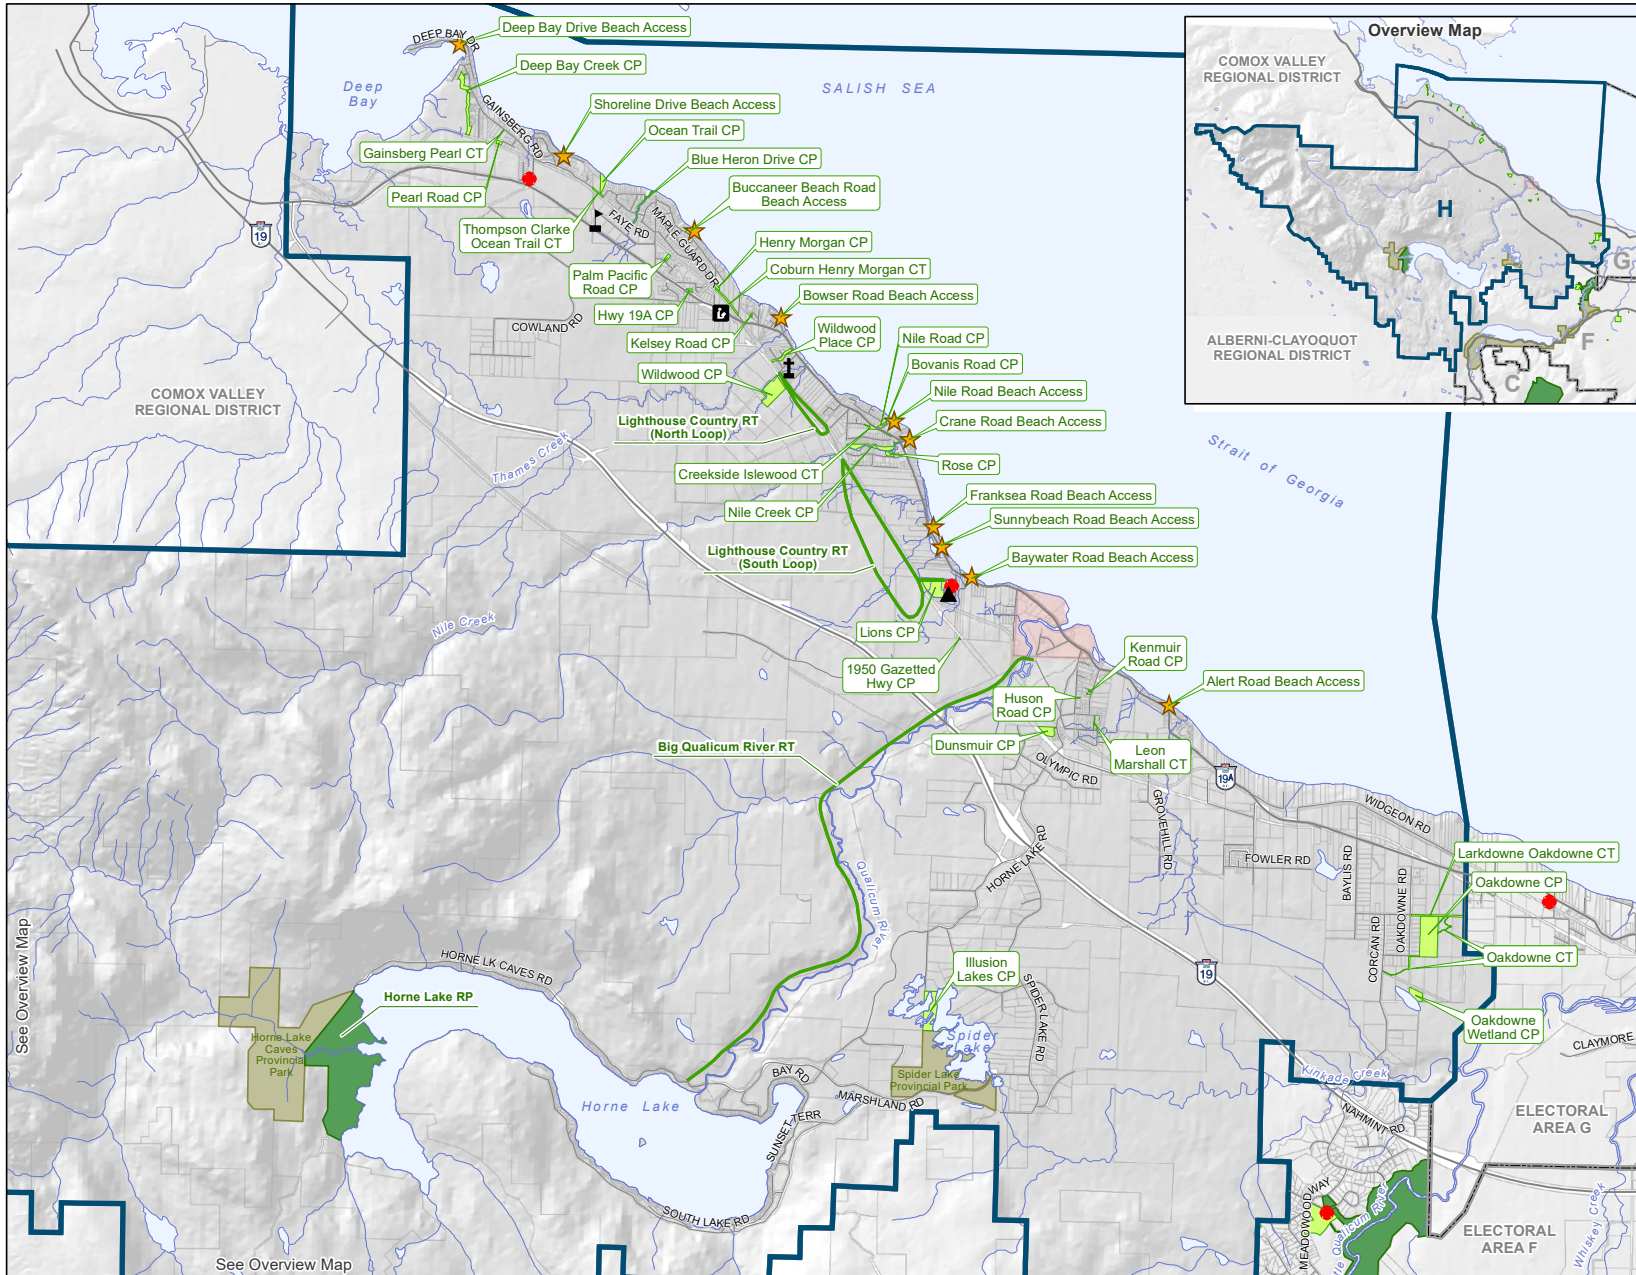 Deep Bay Drive Beach Access
DEEP BAY DR
Deep Bay Creek CP
Deep
Bay
SALISH SEA
GAINSBERG RD
Shoreline Drive Beach Access
Ocean Trail CP
Gainsberg Pearl CT
Blue Heron Drive CP
Pearl Road CP
Buccaneer Beach Road
Beach Access
Thompson Clarke
Ocean Trail CT
FAYE RD
MAPLE GUARD DR
19
Henry Morgan CP
Palm Pacific
Road CP
Coburn Henry Morgan CT
Hwy 19A CP
Bowser Road Beach Access
COWLAND RD
Kelsey Road CP
Wildwood
Place CP
Nile Road CP
Wildwood CP
Bovanis Road CP
COMOX VALLEY
REGIONAL DISTRICT
Nile Road Beach Access
Lighthouse Country RT
(North Loop)
Crane Road Beach Access
Thames Creek
Creekside Islewood CT
Rose CP
Strait of Georgia
Nile Creek CP
Franksea Road Beach Access
Sunnybeach Road Beach Access
Lighthouse Country RT
(South Loop)
Baywater Road Beach Access
Nile Creek
Lions CP
1950 Gazetted
Hwy CP
Kenmuir
Road CP
Alert Road Beach Access
Huson
Road CP
Big Qualicum River RT
Dunsmuir CP
Leon
Marshall CT
OLYMPIC RD
19A
GROVEHILL RD
WIDGEON RD
HORNE LAKE RD
FOWLER RD
BAYLIS RD
Larkdowne Oakdowne CT
Oakdowne CP
OAKDOWNE RD
CORCAN RD
Qualicum River
Oakdowne CT
19
HORNE LK CAVES RD
Illusion
Lakes CP
SPIDER LAKE RD
Horne Lake RP
Oakdowne
Wetland CP
See Overview Map
Horne Lake
Caves
Provincial
Park
Spider
Lake
CLAYMORE
Spider Lake
Provincial Park
Kinkade Creek
BAY RD
MARSHLAND RD
Horne Lake
SUNSET TERR
NAHMINT RD
ELECTORAL
AREA G
MEADOWOOD WAY
SOUTH LAKE RD
Qualicum River
ELECTORAL
AREA F
Whiskey Creek
See Overview Map
Overview Map
COMOX VALLEY
REGIONAL DISTRICT
H
G
ALBERNI-CLAYOQUOT
REGIONAL DISTRICT
F
C